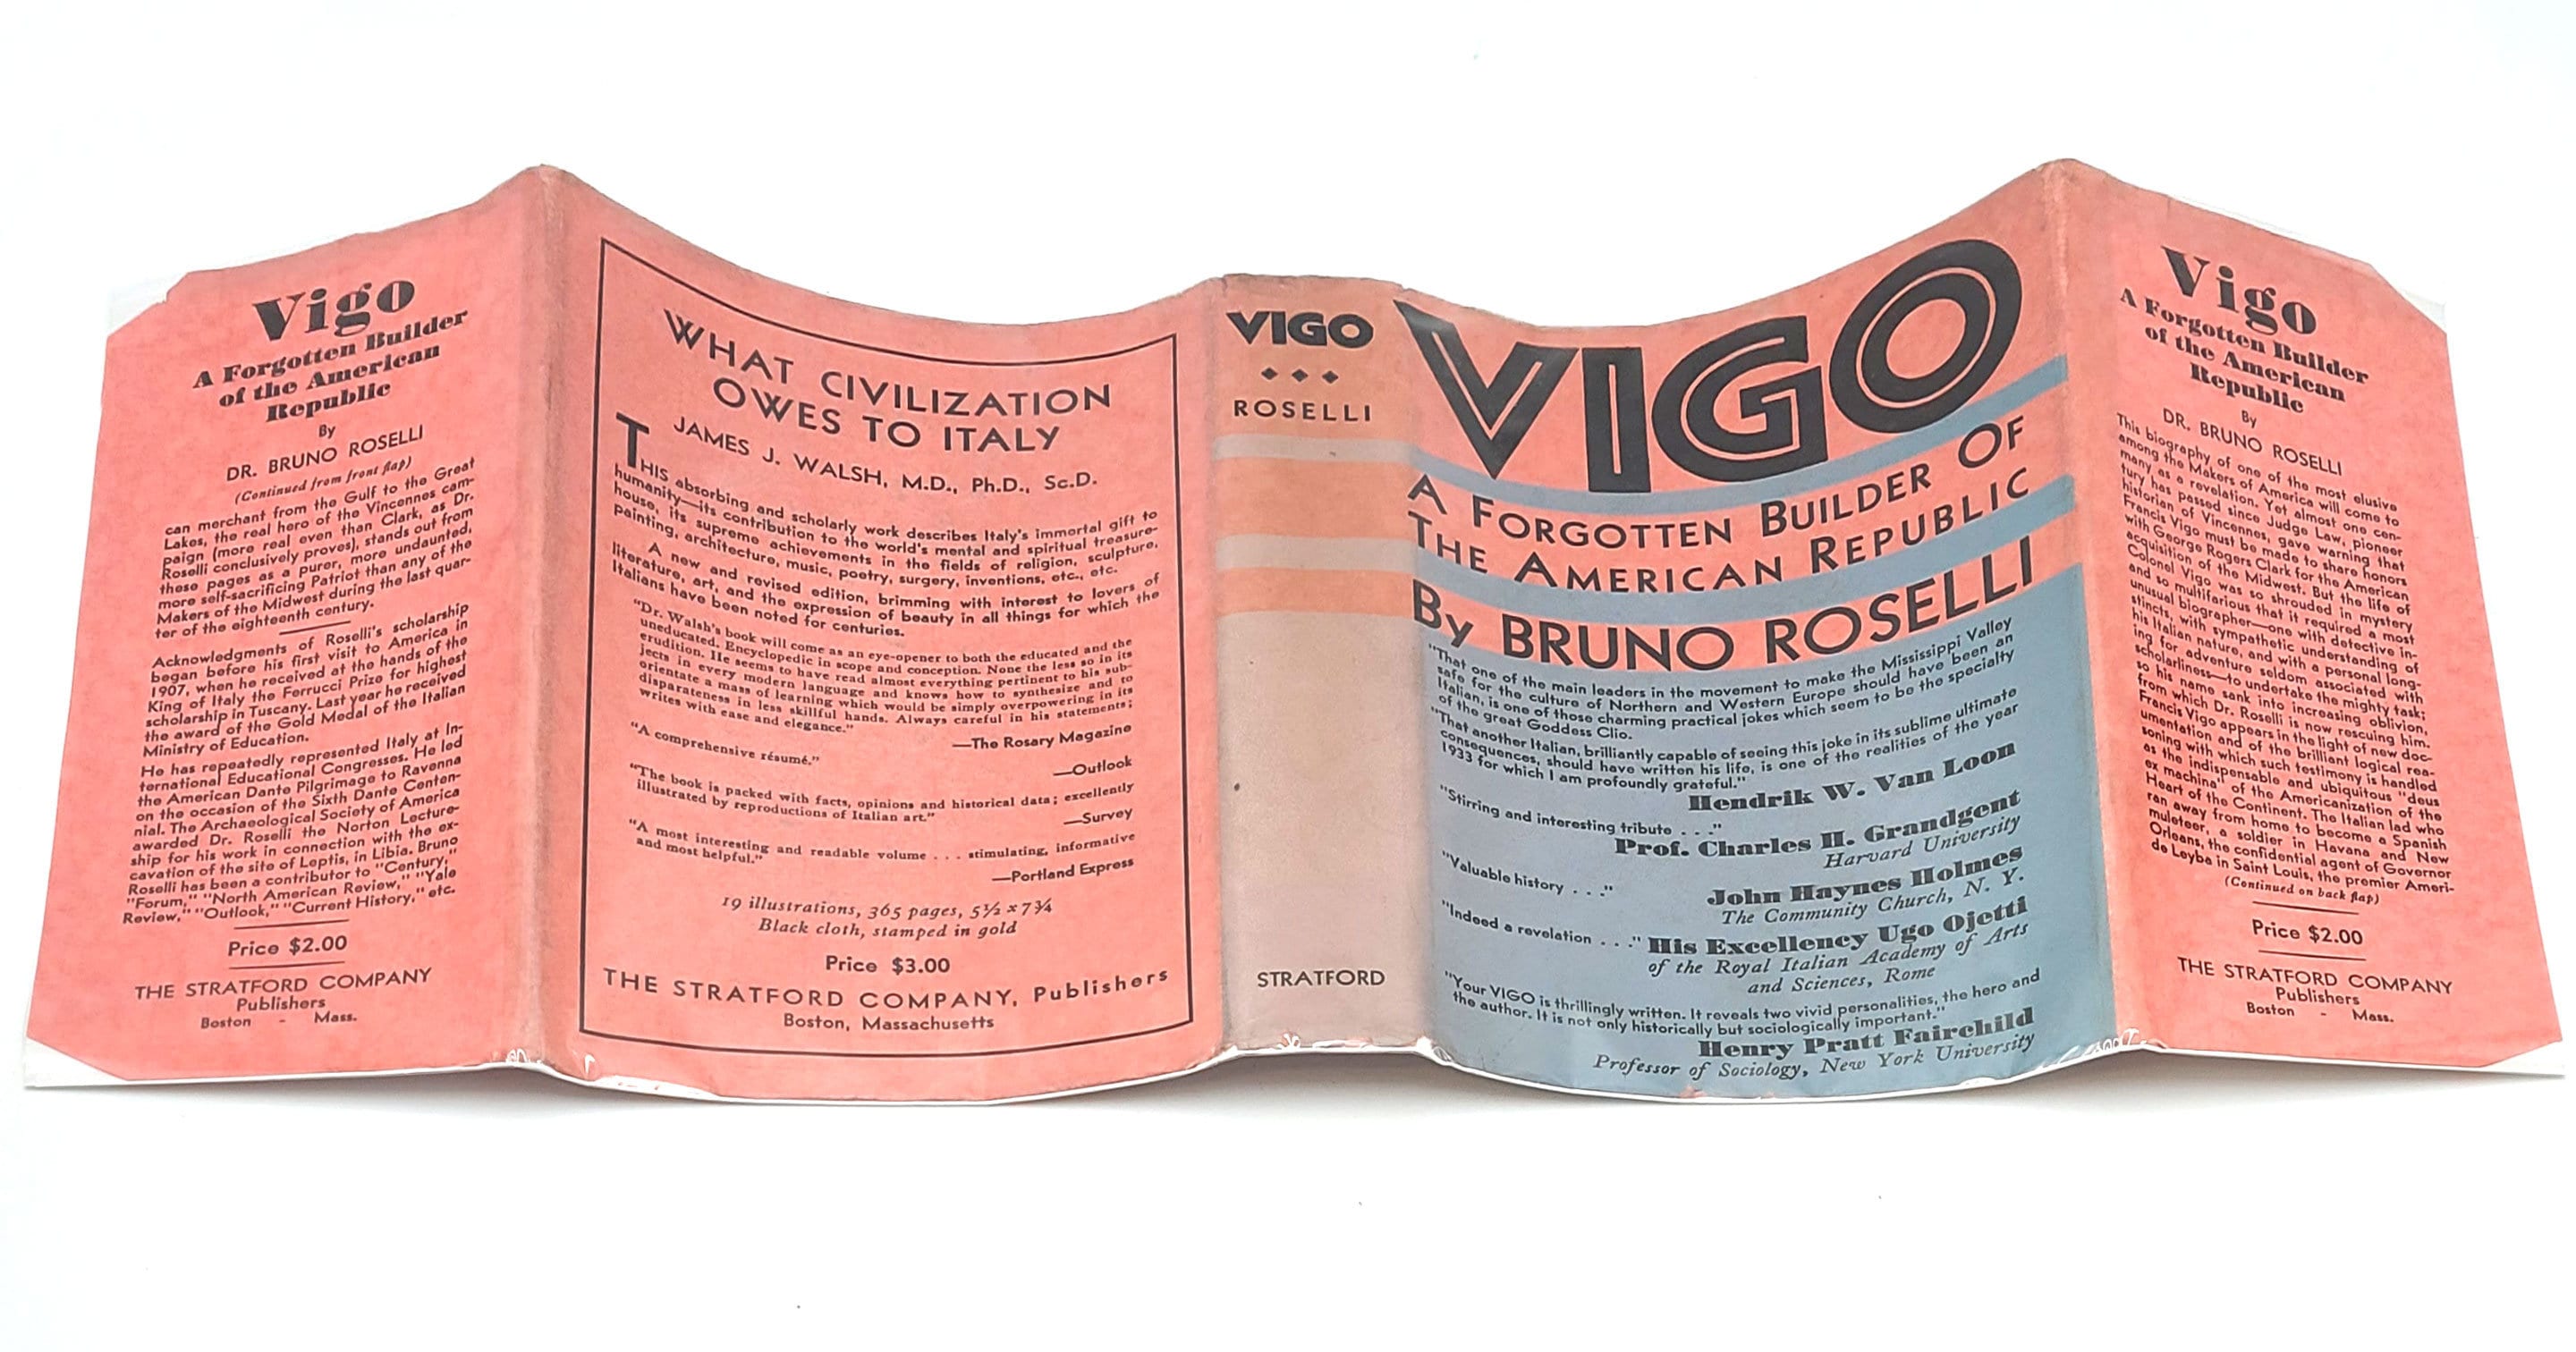 Vigo
A Forgotten Builder
of the American
Republic
By
DR. BRUNO ROSELLI
(Continued from front flap)
can merchant from the Gulf to the Great
Lakes, the real hero of the Vincennes cam-
paign (more real even than Clark, as Dr.
Roselli conclusively proves), stands out from
these pages as a purer, more undaunted,
more self-sacrificing Patriot than any of the
Makers of the Midwest during the last quar-
ter of the eighteenth century.
Acknowledgments of Roselli's scholarship
began before his first visit to America in
1907, when he received at the hands of the
King of Italy the Ferrucci Prize for highest
scholarship in Tuscany. Last year he received
the award of the Gold Medal of the Italian
Ministry of Education.
He has repeatedly represented Italy at In-
ternational Educational Congresses. He led
the American Dante Pilgrimage to Ravenna
on the occasion of the Sixth Dante Centen-
nial. The Archaeological Society of America
awarded Dr. Roselli the Norton Lecture-
ship for his work in connection with the ex-
cavation of the site of Leptis, in Libia. Bruno
Roselli has been a contributor to "Century,"
"Forum," "North American Review," "Yale
Review," "Outlook," "Current History," etc.
Price $2.00
THE STRATFORD COMPANY
Publishers
Boston - Mass.
WHAT CIVILIZATION
OWES TO ITALY
JAMES J. WALSH, M.D., Ph.D., Sc.D.
THIS absorbing and scholarly work describes Italy's immortal gift to
humanity—its contribution to the world's mental and spiritual treasure-
house, its supreme achievements in the fields of religion, sculpture,
painting, architecture, music, poetry, surgery, inventions, etc., etc.
A new and revised edition, brimming with interest to lovers of
literature, art, and the expression of beauty in all things for which the
Italians have been noted for centuries.
"Dr. Walsh's book will come as an eye-opener to both the educated and the
uneducated. Encyclopedic in scope and conception. None the less so in its
erudition. He seems to have read almost everything pertinent to his sub-
jects in every modern language and knows how to synthesize and to
orientate a mass of learning which would be simply overpowering in its
disparateness in less skillful hands. Always careful in his statements;
writes with ease and elegance."
—The Rosary Magazine
"A comprehensive résumé."
—Outlook
"The book is packed with facts, opinions and historical data; excellently
illustrated by reproductions of Italian art."
—Survey
"A most interesting and readable volume . . . stimulating, informative
and most helpful."
—Portland Express
19 illustrations, 365 pages, 5½ x 7¾
Black cloth, stamped in gold
Price $3.00
THE STRATFORD COMPANY, Publishers
Boston, Massachusetts
VIGO
ROSELLI
STRATFORD
VIGO
A FORGOTTEN BUILDER OF
THE AMERICAN REPUBLIC
By BRUNO ROSELLI
"That one of the main leaders in the movement to make the Mississippi Valley
safe for the culture of Northern and Western Europe should have been an
Italian, is one of those charming practical jokes which seem to be the specialty
of the great Goddess Clio.
"That another Italian, brilliantly capable of seeing this joke in its sublime ultimate
consequences, should have written his life, is one of the realities of the year
1933 for which I am profoundly grateful."
Hendrik W. Van Loon
"Stirring and interesting tribute . . ."
Prof. Charles H. Grandgent
Harvard University
"Valuable history . . ."
John Haynes Holmes
The Community Church, N. Y.
"Indeed a revelation . . ."
His Excellency Ugo Ojetti
of the Royal Italian Academy of Arts
and Sciences, Rome
"Your VIGO is thrillingly written. It reveals two vivid personalities, the hero and
the author. It is not only historically but sociologically important."
Henry Pratt Fairchild
Professor of Sociology, New York University
Vigo
A Forgotten Builder
of the American
Republic
By
DR. BRUNO ROSELLI
This biography of one of the most elusive
among the Makers of America will come to
many as a revelation. Yet almost one cen-
tury has passed since Judge Law, pioneer
historian of Vincennes, gave warning that
Francis Vigo must be made to share honors
with George Rogers Clark for the American
acquisition of the Midwest. But the life of
Colonel Vigo was so shrouded in mystery
and so multifarious that it required a most
unusual biographer—one with detective in-
stincts, with sympathetic understanding of
his Italian nature, and with a personal long-
ing for adventure seldom associated with
scholarliness—to undertake the mighty task;
so his name sank into increasing oblivion,
from which Dr. Roselli is now rescuing him.
Francis Vigo appears in the light of new doc-
umentation and of the brilliant logical rea-
soning with which such testimony is handled
as the indispensable and ubiquitous "deus
ex machina" of the Americanization of the
Heart of the Continent. The Italian lad who
ran away from home to become a Spanish
muleteer, a soldier in Havana and New
Orleans, the confidential agent of Governor
de Leyba in Saint Louis, the premier Ameri-
(Continued on back flap)
Price $2.00
THE STRATFORD COMPANY
Publishers
Boston - Mass.